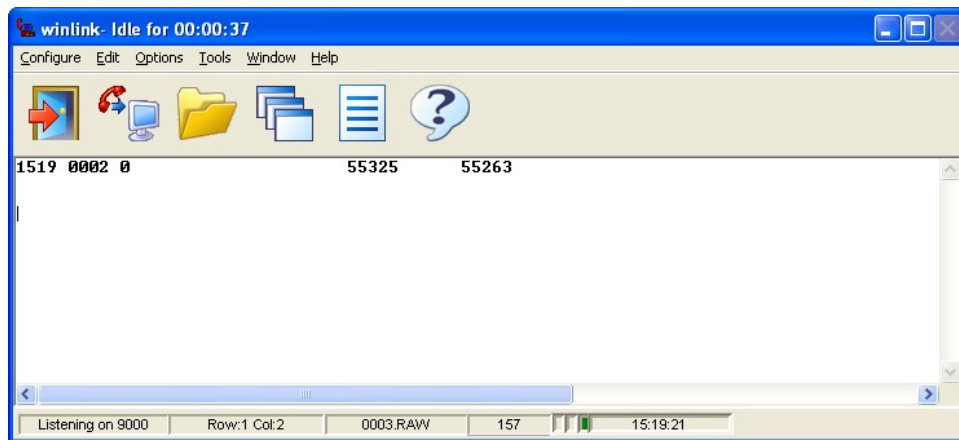 winlink- Idle for 00:00:37
Configure Edit Options Tools Window Help
1519 0002 0 55325 55263
Listening on 9000 Row:1 Col:2 0003.RAW 157 15:19:21